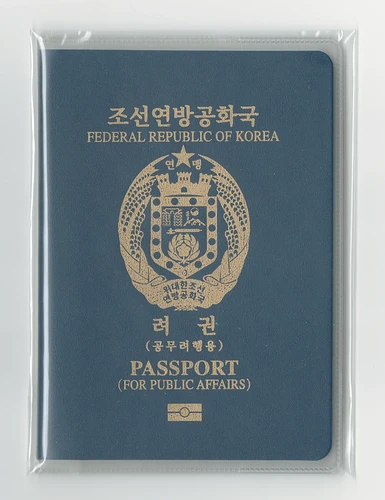 조선연방공화국
FEDERAL REPUBLIC OF KOREA
연 명
위대한조선
연방공화국
려 권
(공무려행용)
PASSPORT
(FOR PUBLIC AFFAIRS)